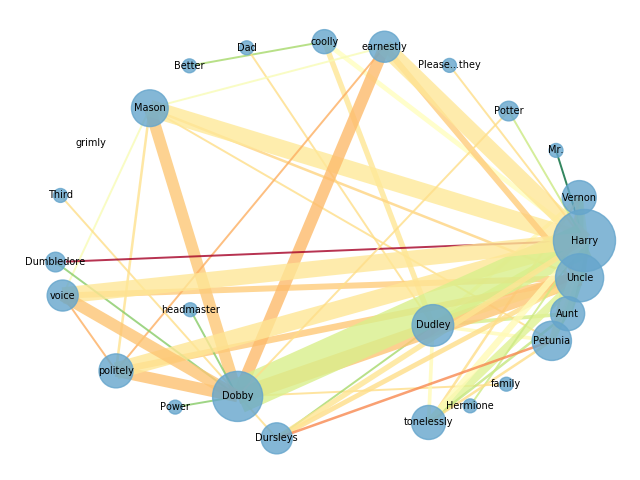 coolly
earnestly
Dad
Better
Please...they
Mason
Potter
grimly
Mr.
Third
Vernon
Harry
Dumbledore
Uncle
voice
headmaster
Aunt
Dudley
Petunia
politely
family
Dobby
Power
Hermione
tonelessly
Dursleys